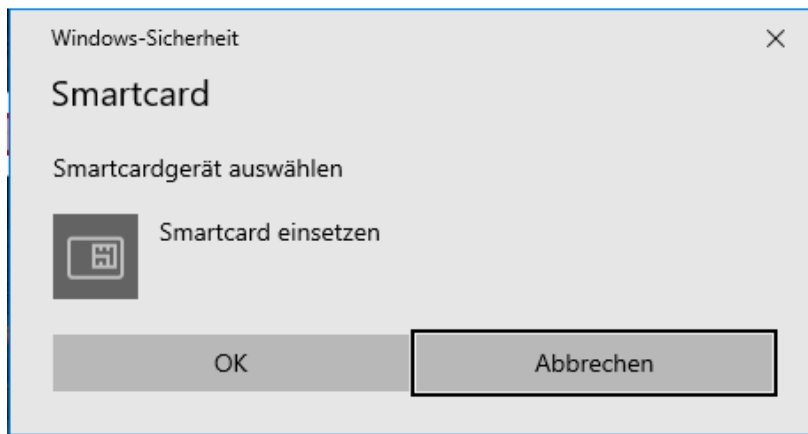 Windows-Sicherheit
Smartcard
Smartcardgerät auswählen
Smartcard einsetzen
OK
Abbrechen